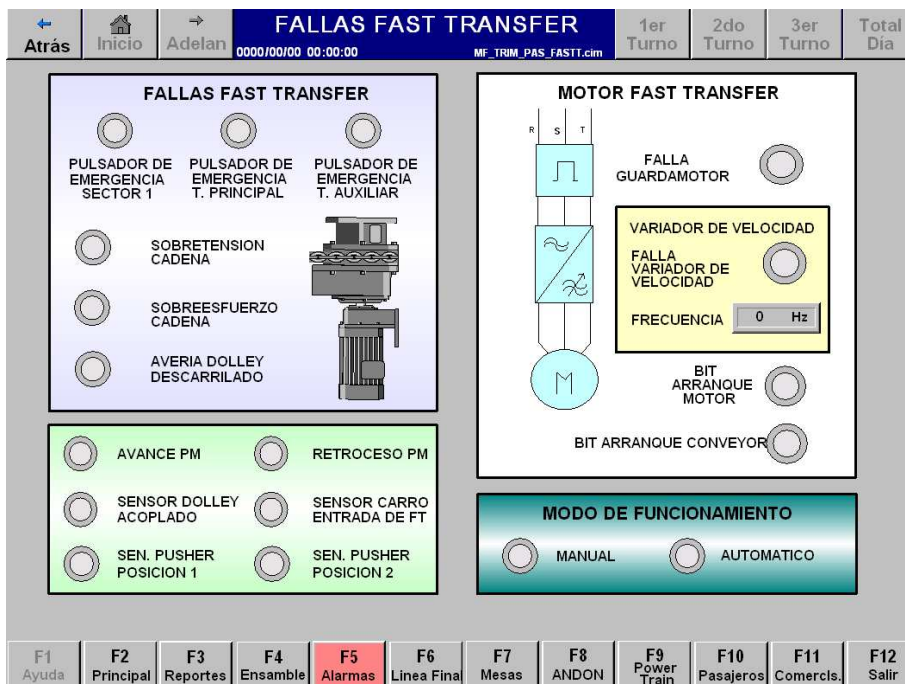 Atrás
Inicio
Adelan
FALLAS FAST TRANSFER
0000/00/00 00:00:00
MF_TRIM_PAS_FASTT.cim
1er
Turno
2do
Turno
3er
Turno
Total
Día
FALLAS FAST TRANSFER
PULSADOR DE
EMERGENCIA
SECTOR 1
PULSADOR DE
EMERGENCIA
T. PRINCIPAL
PULSADOR DE
EMERGENCIA
T. AUXILIAR
SOBRETENSION
CADENA
SOBREESFUERZO
CADENA
AVERIA DOLLEY
DESCARRILADO
AVANCE PM
RETROCESO PM
SENSOR DOLLEY
ACOPLADO
SENSOR CARRO
ENTRADA DE FT
SEN. PUSHER
POSICION 1
SEN. PUSHER
POSICION 2
MOTOR FAST TRANSFER
R S T
FALLA
GUARDAMOTOR
VARIADOR DE VELOCIDAD
FALLA
VARIADOR DE
VELOCIDAD
FRECUENCIA 0 Hz
M
BIT
ARRANQUE
MOTOR
BIT ARRANQUE CONVEYOR
MODO DE FUNCIONAMIENTO
MANUAL
AUTOMATICO
F1
Ayuda
F2
Principal
F3
Reportes
F4
Ensamble
F5
Alarmas
F6
Linea Final
F7
Mesas
F8
ANDON
F9
Power
Train
F10
Pasajeros
F11
Comercls.
F12
Salir